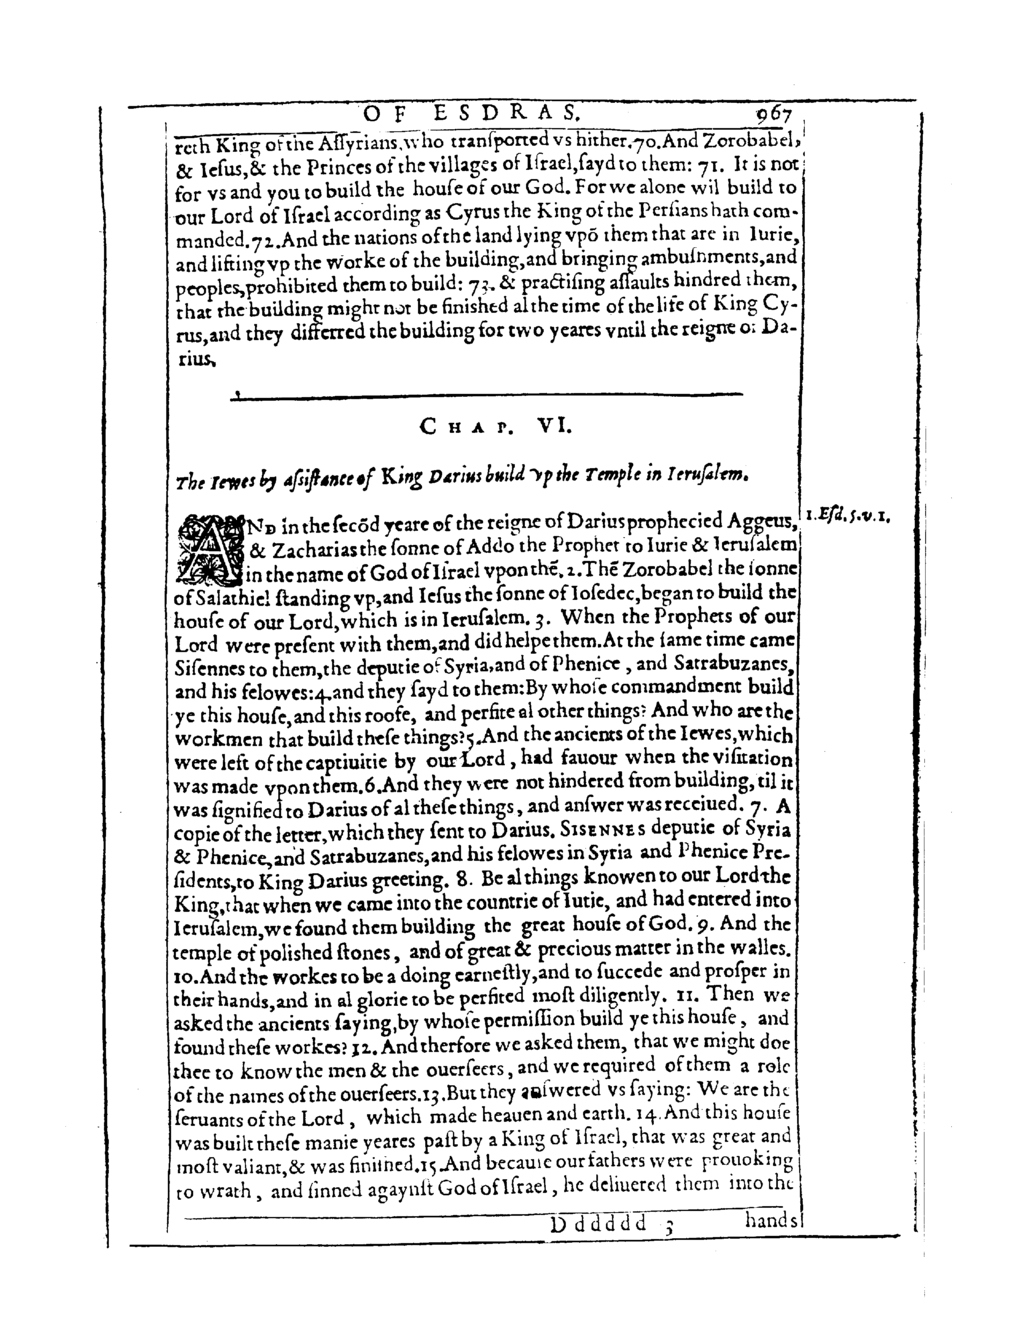 OF ESDRAS. 967
reth King of the Aſſyrians, who tranſported vs hither. 70. And Zorobabel,
& Ieſus, & the Princes of the villages of Iſrael, ſayd to them: 71. It is not
for vs and you to build the houſe of our God. For we alone wil build to
our Lord of Iſrael according as Cyrus the King of the Perſians hath com-
manded. 72. And the nations of the land lying vpõ them that are in Iurie,
and lifting vp the worke of the building, and bringing ambuſhments, and
peoples, prohibited them to build: 73. & practiſing aſſaults hindred them,
that the building might not be finiſhed al the time of the life of King Cy-
rus, and they differred the building for two yeares vntil the reigne of Da-
rius.
CHAP. VI.
The Iewes by aſsiſtance of King Darius build vp the Temple in Ieruſalem.
AND in the ſecõd yeare of the reigne of Darius prophecied Aggeus, 1. Eſd. 5. v. 1.
& Zacharias the ſonne of Addo the Prophet to Iurie & Ieruſalem
in the name of God of Iſrael vpon thẽ. 2. Thẽ Zorobabel the ſonne
of Salathiel ſtanding vp, and Ieſus the ſonne of Ioſedec, began to build the
houſe of our Lord, which is in Ieruſalem. 3. When the Prophets of our
Lord were preſent with them, and did helpe them. At the ſame time came
Siſennes to them, the deputie of Syria, and of Phenice, and Satrabuzanes,
and his felowes: 4. and they ſayd to them: By whoſe commandment build
ye this houſe, and this roofe, and perfite al other things? And who are the
workmen that build theſe things? 5. And the ancients of the Iewes, which
were left of the captiuitie by our Lord, had fauour when the viſitation
was made vpon them. 6. And they were not hindered from building, til it
was ſignified to Darius of al theſe things, and anſwer was receiued. 7. A
copie of the letter, which they ſent to Darius. SISENNES deputie of Syria
& Phenice, and Satrabuzanes, and his felowes in Syria and Phenice Pre-
ſidents, to King Darius greeting. 8. Be al things knowen to our Lord the
King, that when we came into the countrie of Iutie, and had entered into
Ieruſalem, we found them building the great houſe of God. 9. And the
temple of poliſhed ſtones, and of great & precious matter in the walles.
10. And the workes to be a doing earneſtly, and to ſuccede and proſper in
their hands, and in al glorie to be perfited moſt diligently. 11. Then we
asked the ancients ſaying, by whoſe permiſſion build ye this houſe, and
found theſe workes? 12. And therfore we asked them, that we might doe
thee to know the men & the ouerſeers, and we required of them a role
of the names of the ouerſeers. 13. But they anſwered vs ſaying: We are the
ſeruants of the Lord, which made heauen and earth. 14. And this houſe
was built theſe manie yeares paſt by a King of Iſrael, that was great and
moſt valiant, & was finiſhed. 15. And becauſe our fathers were prouoking
to wrath, and ſinned agaynſt God of Iſrael, he deliuered them into the
Ddddd 3 hands